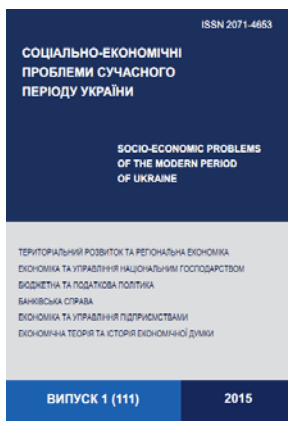 ISSN 2071-4653
СОЦІАЛЬНО-ЕКОНОМІЧНІ
ПРОБЛЕМИ СУЧАСНОГО
ПЕРІОДУ УКРАЇНИ
SOCIO-ECONOMIC PROBLEMS
OF THE MODERN PERIOD
OF UKRAINE
ТЕРИТОРІАЛЬНИЙ РОЗВИТОК ТА РЕГІОНАЛЬНА ЕКОНОМІКА
ЕКОНОМІКА ТА УПРАВЛІННЯ НАЦІОНАЛЬНИМ ГОСПОДАРСТВОМ
БЮДЖЕТНА ТА ПОДАТКОВА ПОЛІТИКА
БАНКІВСЬКА СПРАВА
ЕКОНОМІКА ТА УПРАВЛІННЯ ПІДПРИЄМСТВАМИ
ЕКОНОМІЧНА ТЕОРІЯ ТА ІСТОРІЯ ЕКОНОМІЧНОЇ ДУМКИ
ВИПУСК 1 (111) 2015